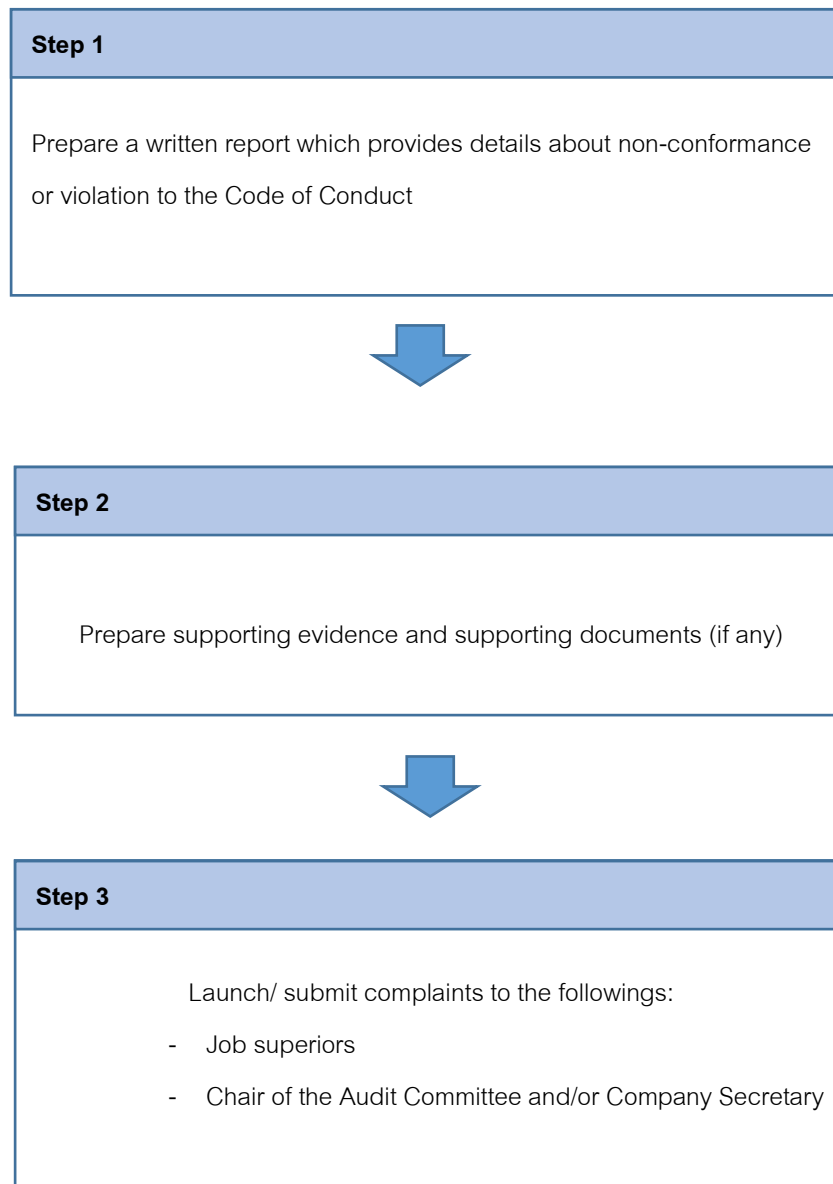 Step 1
Prepare a written report which provides details about non-conformance
or violation to the Code of Conduct
Step 2
Prepare supporting evidence and supporting documents (if any)
Step 3
Launch/ submit complaints to the followings:
- Job superiors
- Chair of the Audit Committee and/or Company Secretary